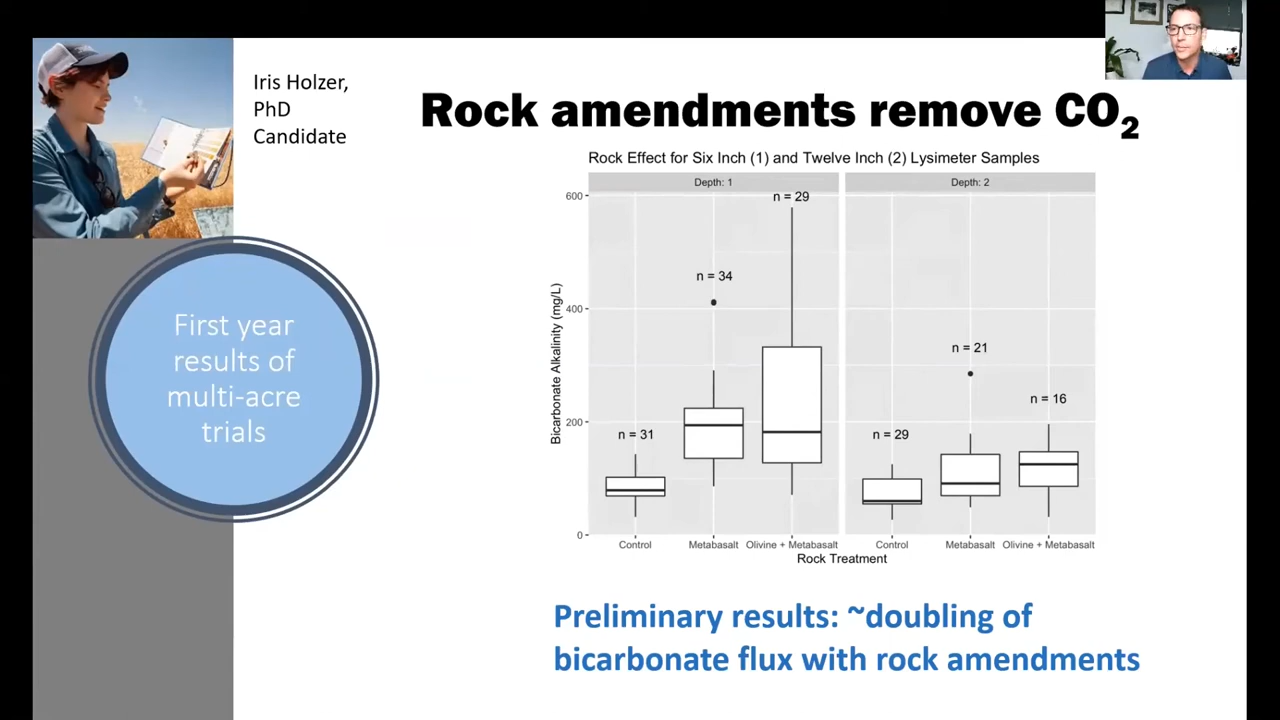 Iris Holzer,
PhD
Candidate
Rock amendments remove CO₂
First year
results of
multi-acre
trials
Rock Effect for Six Inch (1) and Twelve Inch (2) Lysimeter Samples
Depth: 1
Depth: 2
Bicarbonate Alkalinity (mg/L)
600
400
200
0
n = 31
n = 34
n = 29
n = 29
n = 21
n = 16
Control
Metabasalt
Olivine + Metabasalt
Control
Metabasalt
Olivine + Metabasalt
Rock Treatment
Preliminary results: ~doubling of
bicarbonate flux with rock amendments